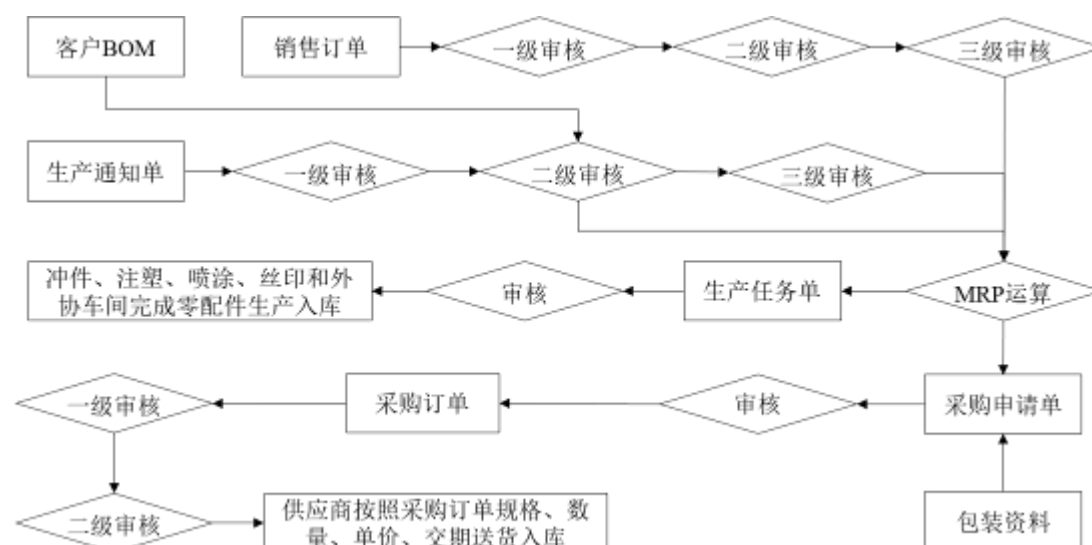 客户BOM
销售订单
一级审核
二级审核
三级审核
生产通知单
一级审核
二级审核
三级审核
冲件、注塑、喷涂、丝印和外
协车间完成零配件生产入库
审核
生产任务单
MRP运算
一级审核
采购订单
审核
采购申请单
二级审核
供应商按照采购订单规格、数
量、单价、交期送货入库
包装资料